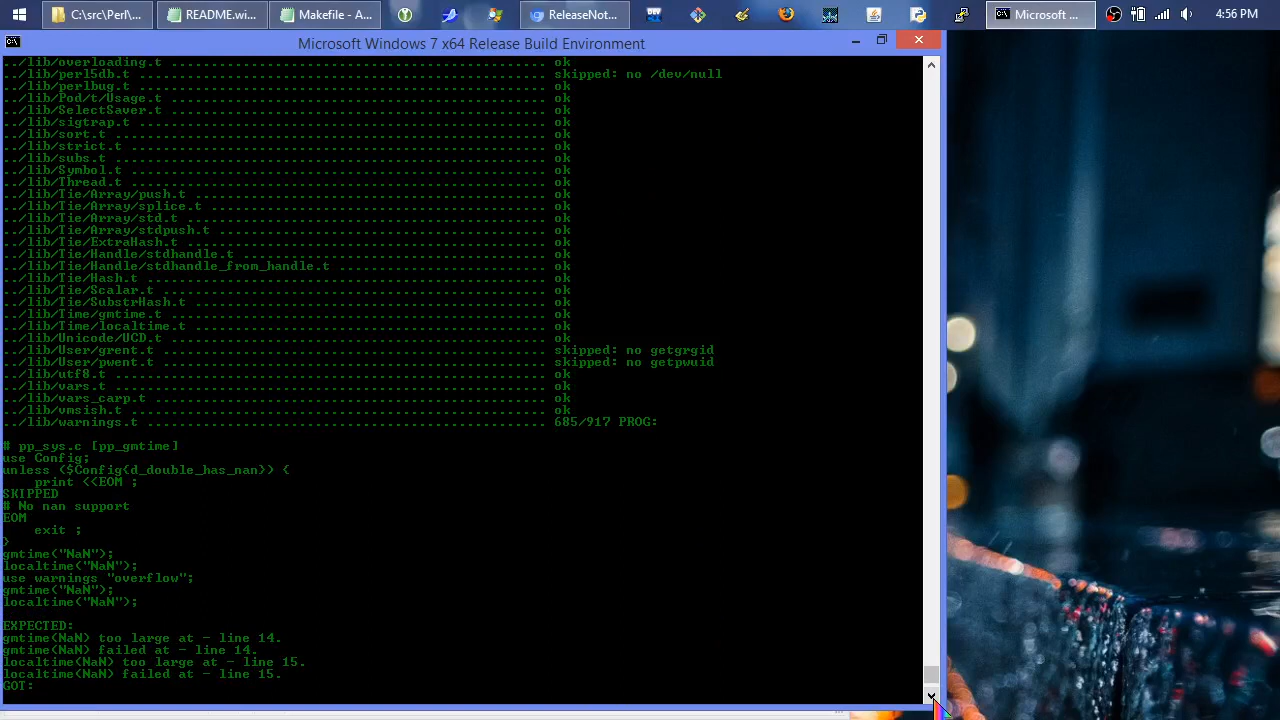 C:\src\Perl\...
README.wi...
Makefile - A...
ReleaseNot...
Microsoft ...
4:56 PM
Microsoft Windows 7 x64 Release Build Environment
../lib/overloading.t ............................................... ok
../lib/perl5db.t ................................................... skipped: no /dev/null
../lib/perlbug.t ................................................... ok
../lib/Pod/t/Usage.t ............................................... ok
../lib/SelectSaver.t ............................................... ok
../lib/sigtrap.t ................................................... ok
../lib/sort.t ...................................................... ok
../lib/strict.t .................................................... ok
../lib/subs.t ...................................................... ok
../lib/Symbol.t .................................................... ok
../lib/Thread.t .................................................... ok
../lib/Tie/Array/push.t ............................................ ok
../lib/Tie/Array/splice.t .......................................... ok
../lib/Tie/Array/std.t ............................................. ok
../lib/Tie/Array/stdpush.t ......................................... ok
../lib/Tie/ExtraHash.t ............................................. ok
../lib/Tie/Handle/stdhandle.t ...................................... ok
../lib/Tie/Handle/stdhandle_from_handle.t .......................... ok
../lib/Tie/Hash.t .................................................. ok
../lib/Tie/Scalar.t ................................................ ok
../lib/Tie/SubstrHash.t ............................................ ok
../lib/Time/gmtime.t ............................................... ok
../lib/Time/localtime.t ............................................ ok
../lib/Unicode/UCD.t ............................................... ok
../lib/User/grent.t ................................................ skipped: no getgrgid
../lib/User/pwent.t ................................................ skipped: no getpwuid
../lib/utf8.t ...................................................... ok
../lib/vars.t ...................................................... ok
../lib/vars_carp.t ................................................. ok
../lib/vmsish.t .................................................... ok
../lib/warnings.t .................................................. 685/917 PROG:
# pp_sys.c [pp_gmtime]
use Config;
unless ($Config{d_double_has_nan}) {
    print <<EOM ;
SKIPPED
# No nan support
EOM
    exit ;
}
gmtime("NaN");
localtime("NaN");
use warnings "overflow";
gmtime("NaN");
localtime("NaN");
EXPECTED:
gmtime(NaN) too large at - line 14.
gmtime(NaN) failed at - line 14.
localtime(NaN) too large at - line 15.
localtime(NaN) failed at - line 15.
GOT: